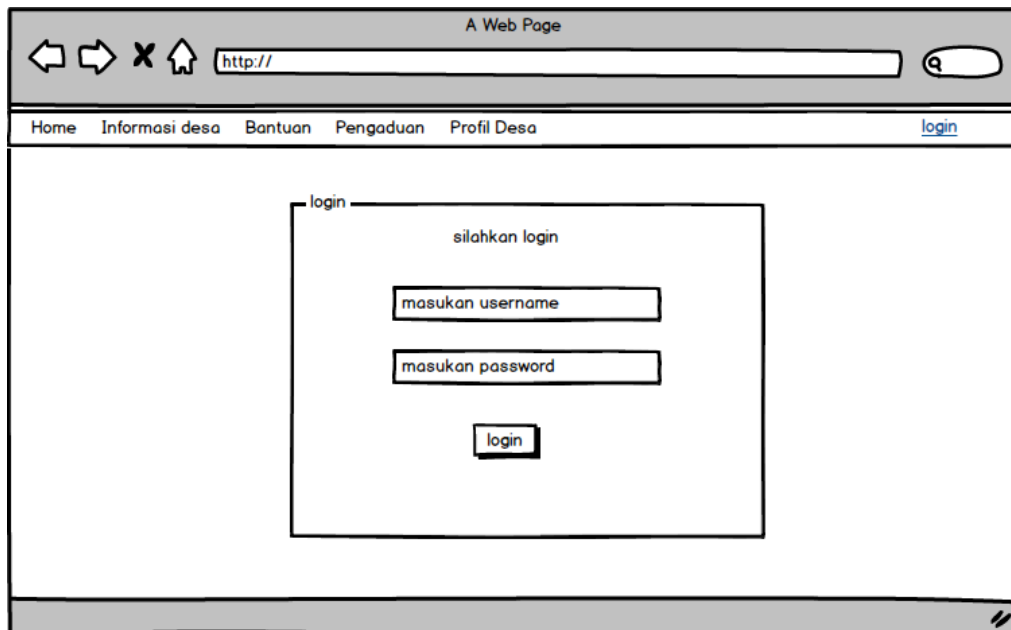 A Web Page
http://
Home Informasi desa Bantuan Pengaduan Profil Desa login
login
silahkan login
masukan username
masukan password
login